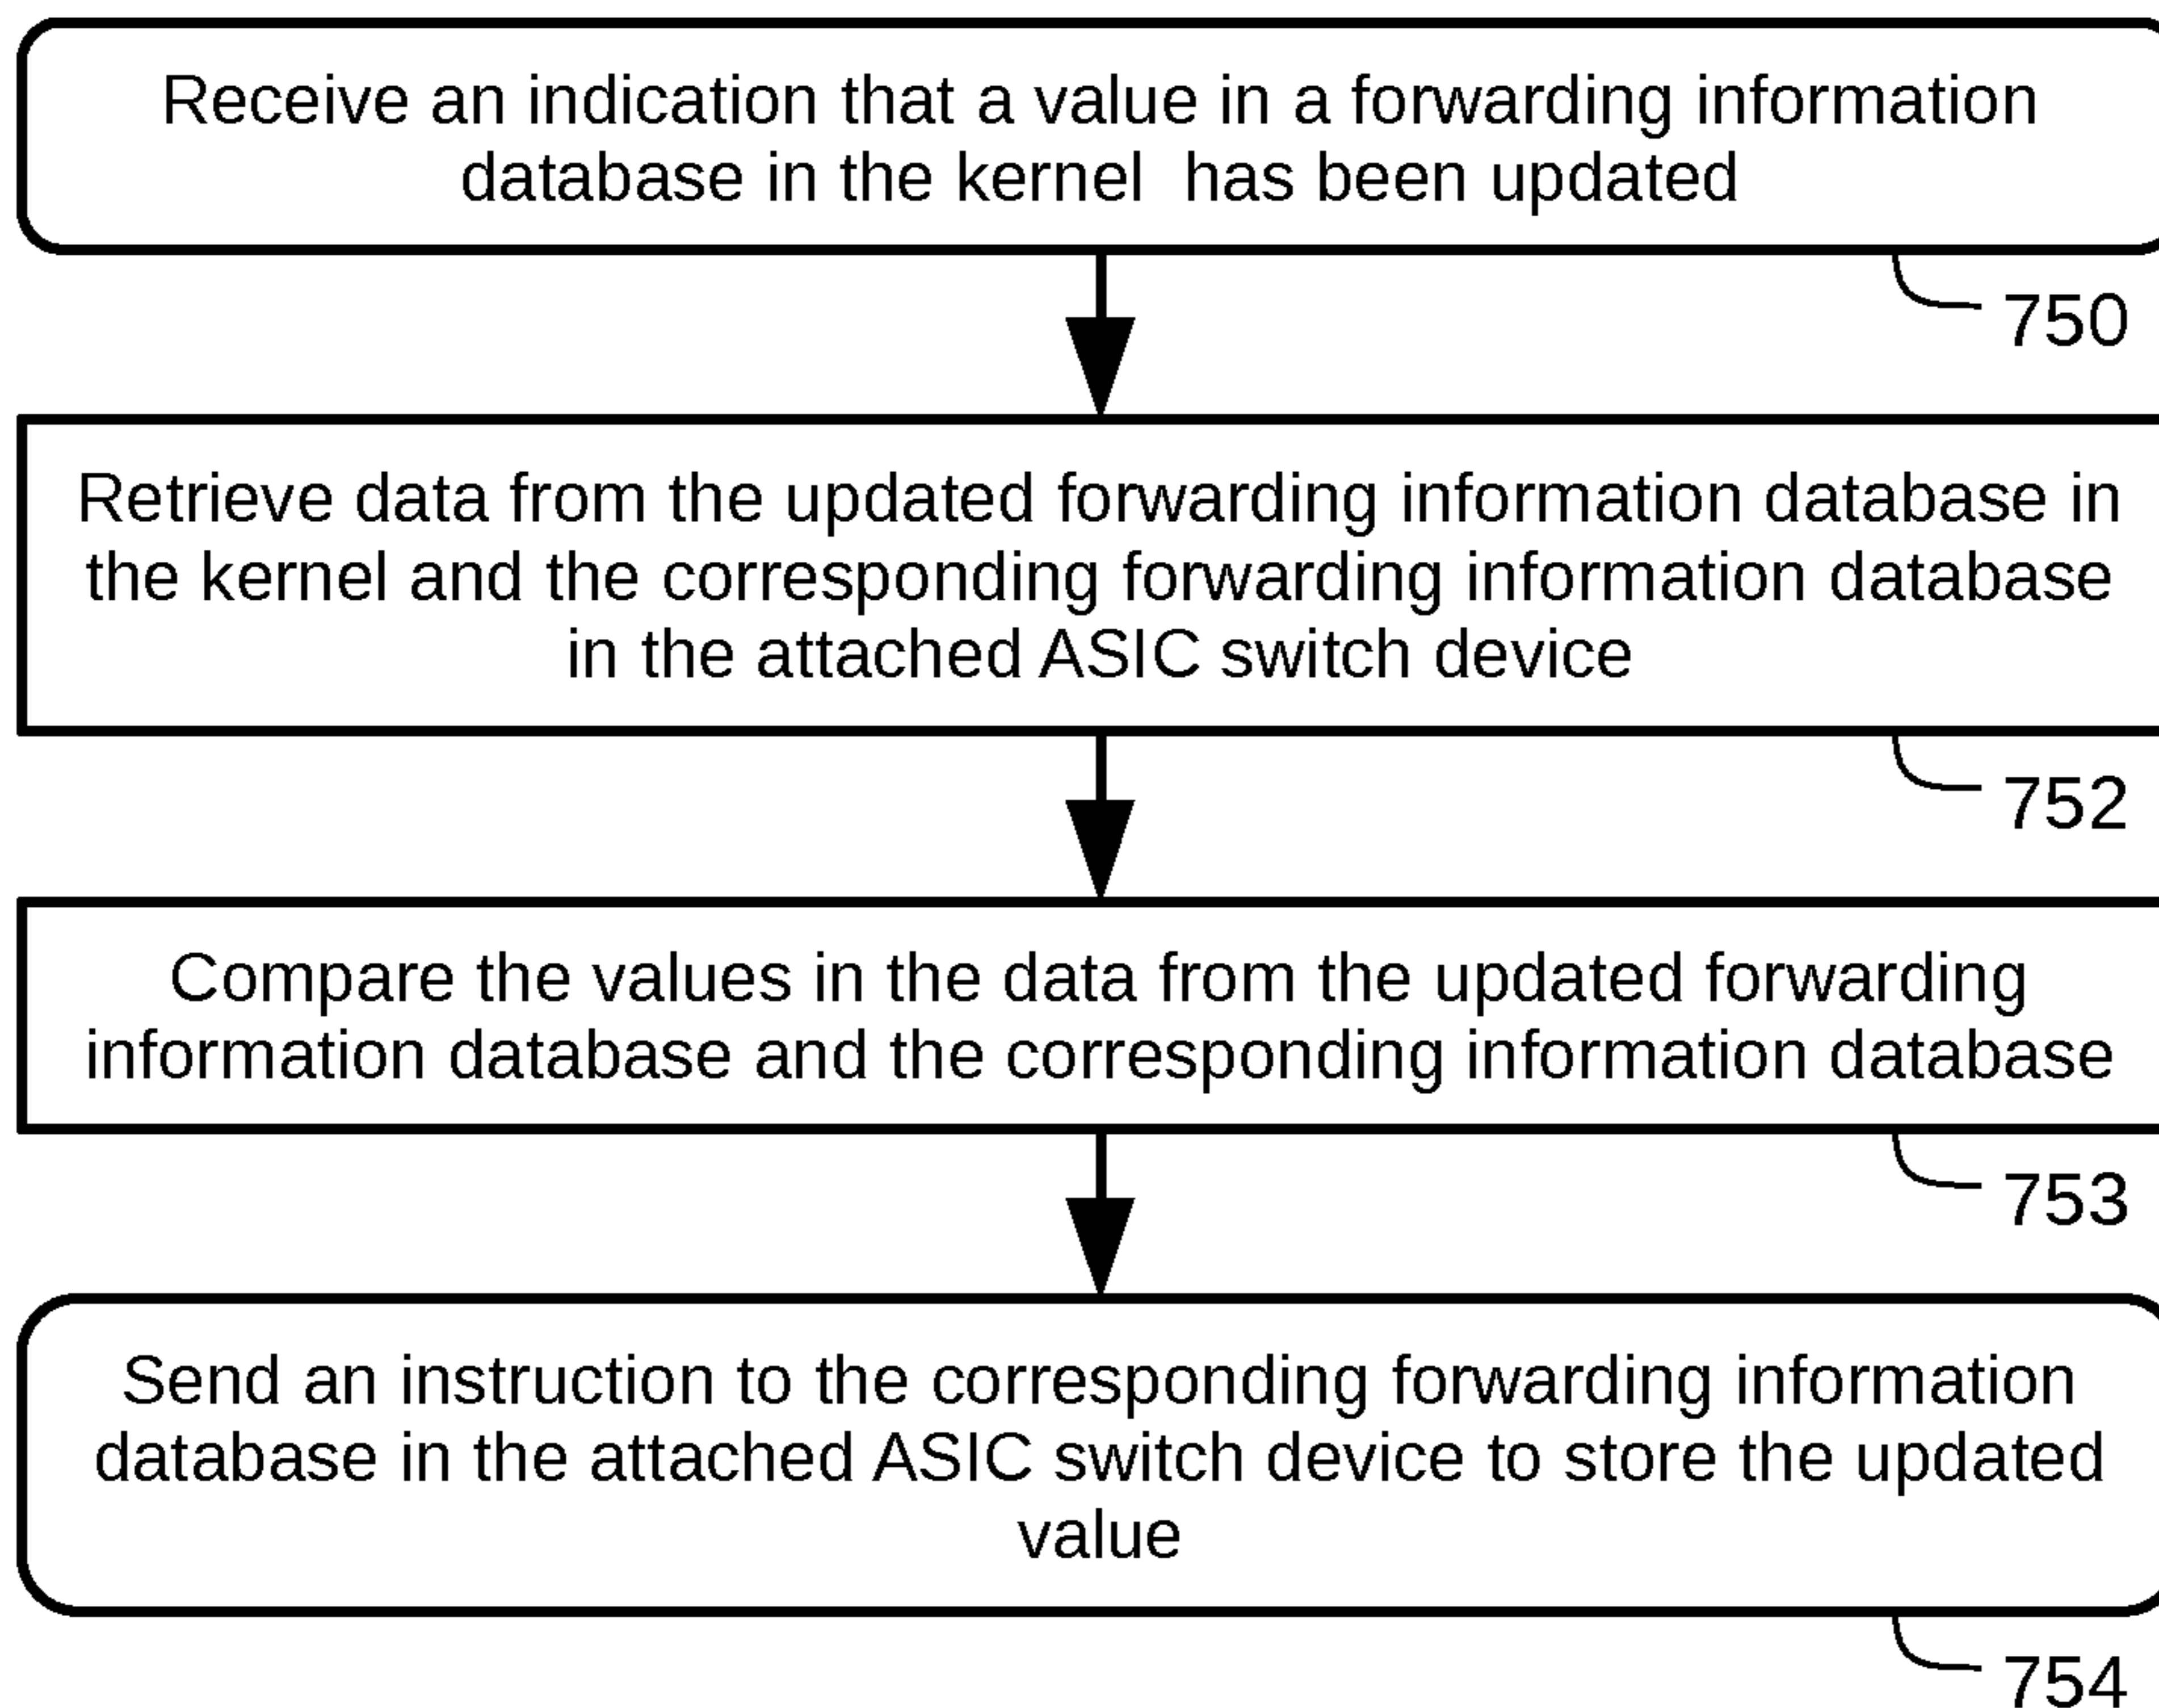 Receive an indication that a value in a forwarding information
database in the kernel  has been updated
750
Retrieve data from the updated forwarding information database in
the kernel and the corresponding forwarding information database
in the attached ASIC switch device
752
Compare the values in the data from the updated forwarding
information database and the corresponding information database
753
Send an instruction to the corresponding forwarding information
database in the attached ASIC switch device to store the updated
value
754